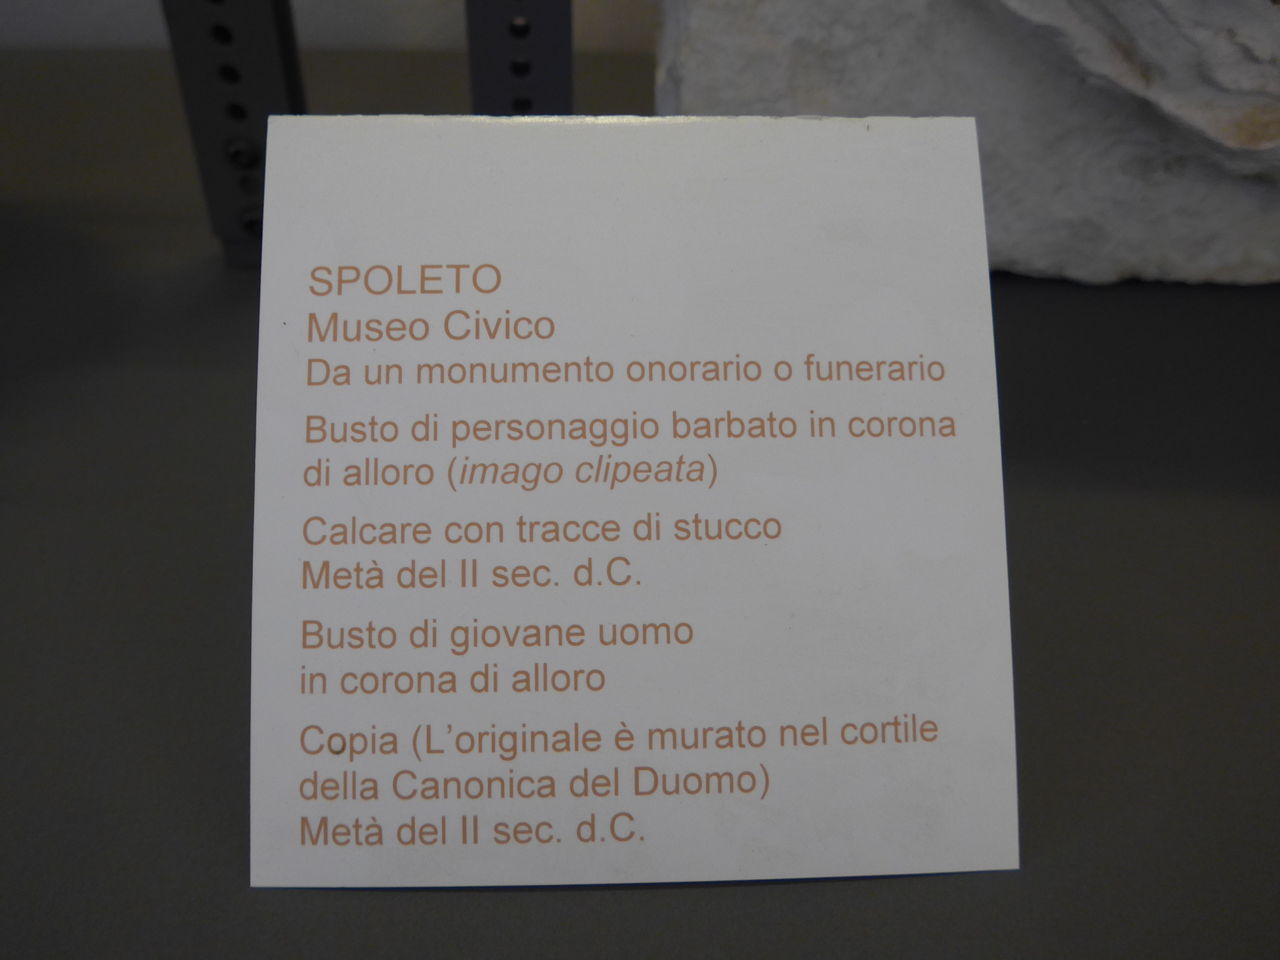 SPOLETO
Museo Civico
Da un monumento onorario o funerario
Busto di personaggio barbato in corona
di alloro (imago clipeata)
Calcare con tracce di stucco
Metà del II sec. d.C.
Busto di giovane uomo
in corona di alloro
Copia (L'originale è murato nel cortile
della Canonica del Duomo)
Metà del II sec. d.C.